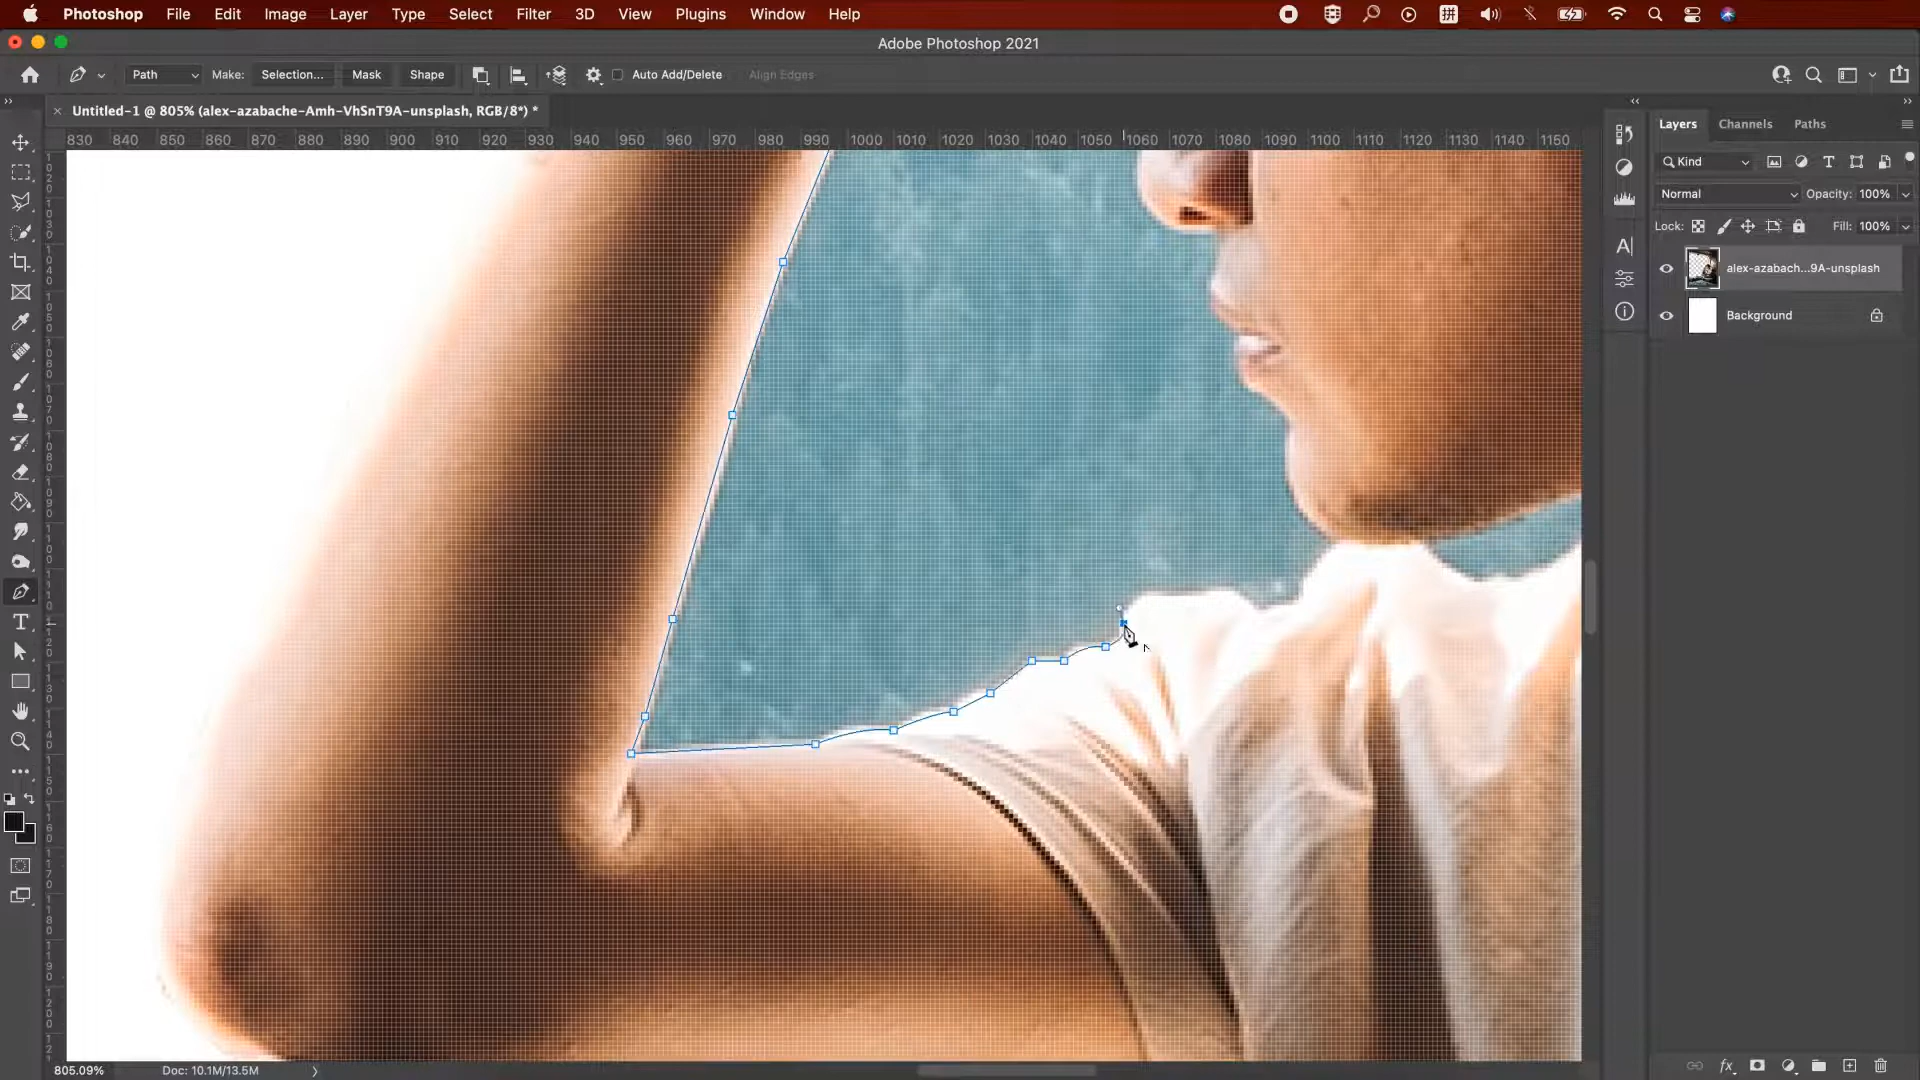 Photoshop File Edit Image Layer Type Select Filter 3D View Plugins Window Help
拼
Adobe Photoshop 2021
Path Make: Selection... Mask Shape Auto Add/Delete Align Edges
Untitled-1 @ 805% (alex-azabache-Amh-VhSnT9A-unsplash, RGB/8*) *
830 840 850 860 870 880 890 900 910 920 930 940 950 960 970 980 990 1000 1010 1020 1030 1040 1050 1060 1070 1080 1090 1100 1110 1120 1130 1140 1150
Layers Channels Paths
Kind
Normal Opacity: 100%
Lock: Fill: 100%
alex-azabach...9A-unsplash
Background
805.09% Doc: 10.1M/13.5M